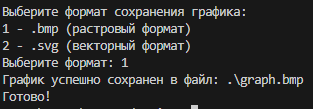 Выберите формат сохранения графика:
1 - .bmp (растровый формат)
2 - .svg (векторный формат)
Выберите формат: 1
График успешно сохранен в файл: .\graph.bmp
Готово!